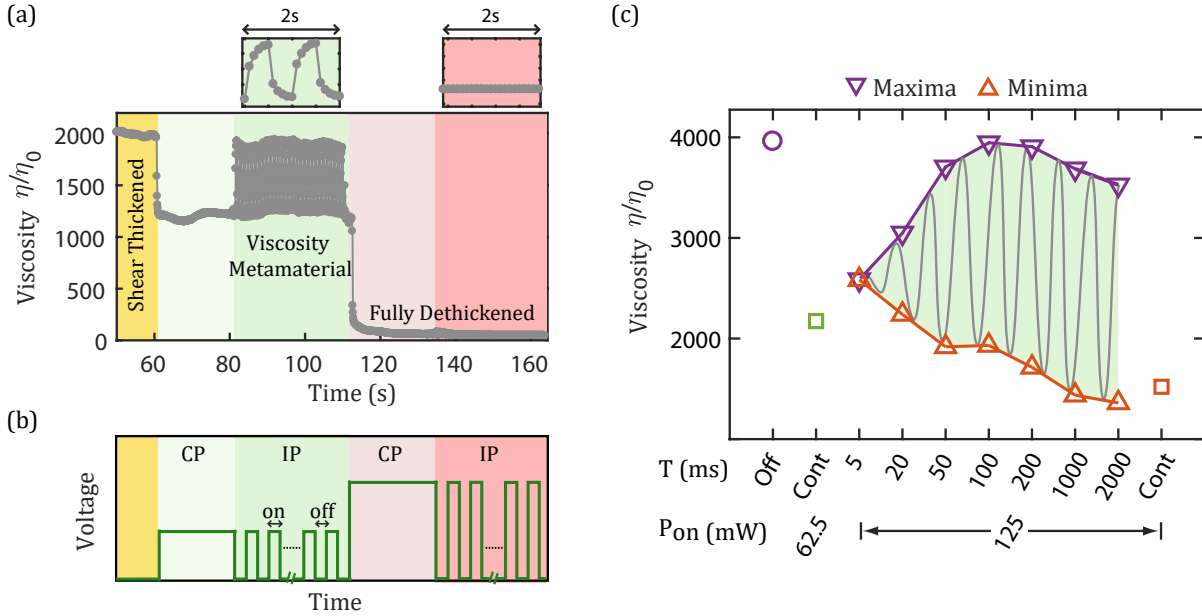 (a)
2s
2s
2000
1500
1000
500
0
Viscosity η/η0
Shear Thickened
Viscosity
Metamaterial
Fully Dethickened
60
80
100
120
140
160
Time (s)
(b)
CP
IP
CP
IP
on
off
Voltage
Time
(c)
Maxima
Minima
4000
3000
2000
Viscosity η/η0
T (ms)
Off
Cont
5
20
50
100
200
1000
2000
Cont
Pon (mW)
62.5
125